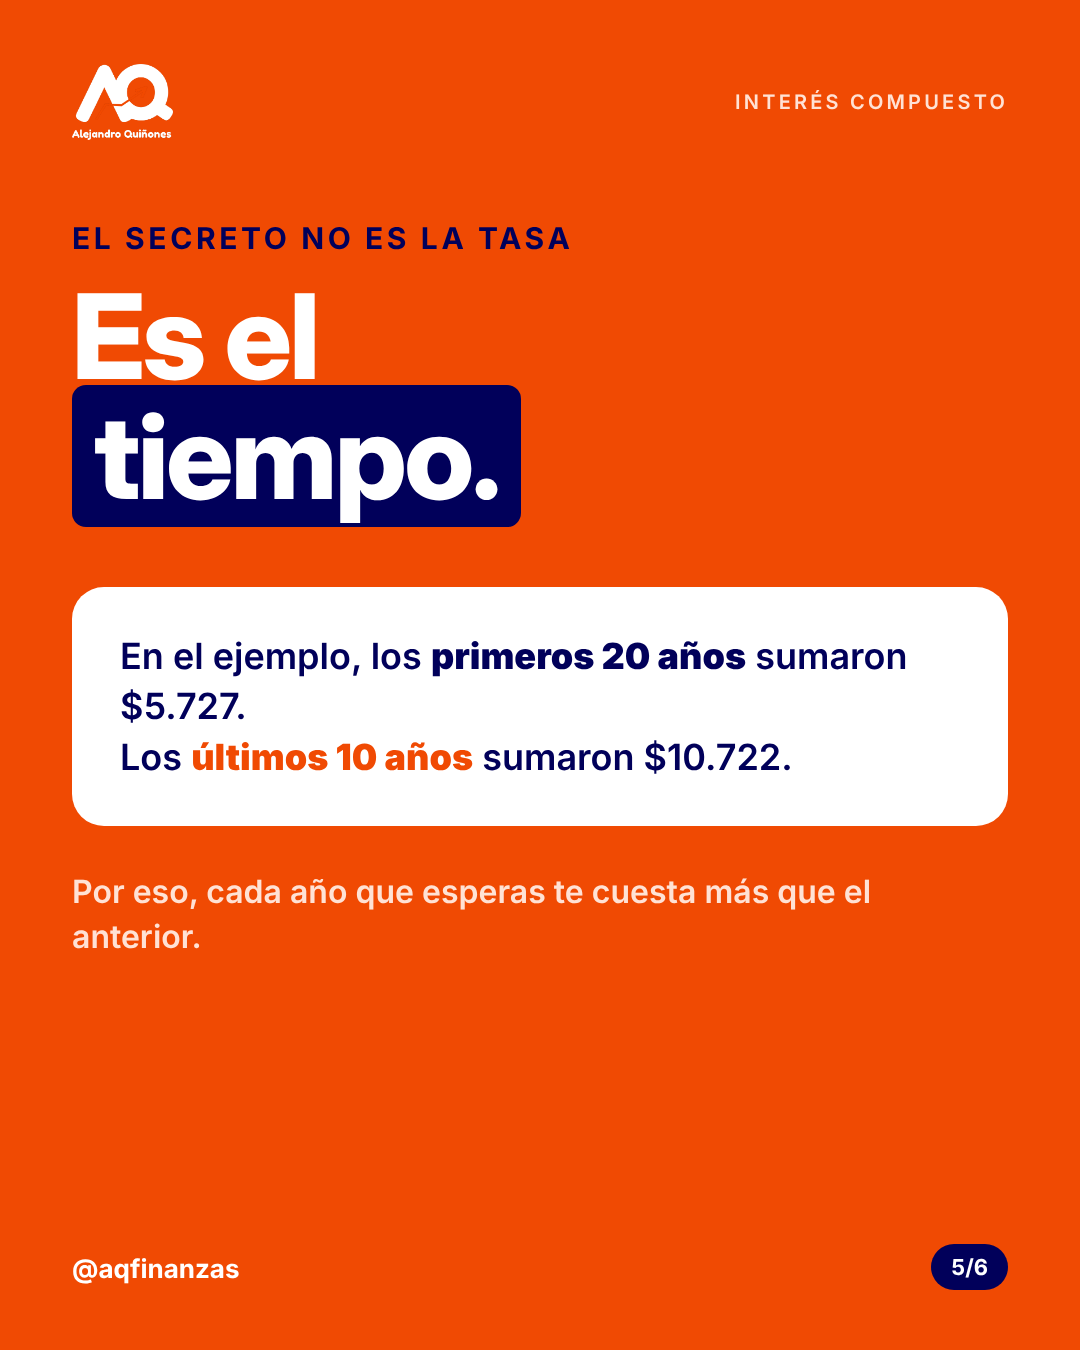 AQ
Alejandro Quiñones
INTERÉS COMPUESTO
EL SECRETO NO ES LA TASA
Es el
tiempo.
En el ejemplo, los primeros 20 años sumaron
$5.727.
Los últimos 10 años sumaron $10.722.
Por eso, cada año que esperas te cuesta más que el
anterior.
@aqfinanzas
5/6